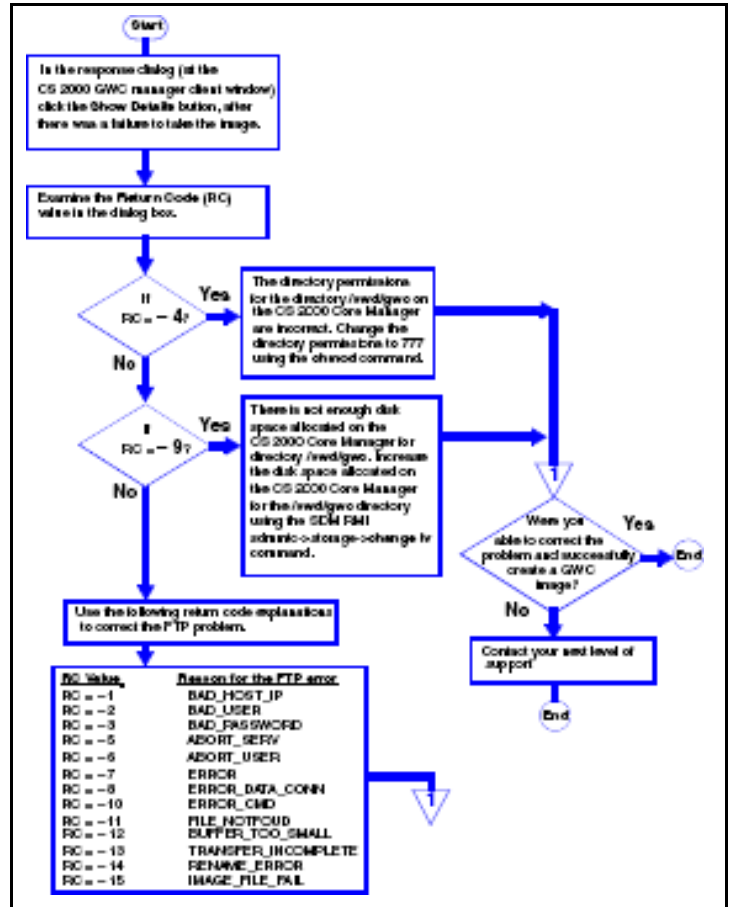 Start
In the response dialog (at the
CS 2000 GWC manager client window)
click the Show Details button, after
there was a failure to take the image.
Examine the Return Code (RC)
value in the dialog box.
If
RC = – 4?
Yes
No
The directory permissions
for the directory /swd/gwc on
the CS 2000 Core Manager
are incorrect. Change the
directory permissions to 777
using the chmod command.
If
RC = – 9?
Yes
No
There is not enough disk
space allocated on the
CS 2000 Core Manager for
directory /swd/gwc. Increase
the disk space allocated on
the CS 2000 Core Manager
for the /swd/gwc directory
using the SDM RMI
sdmmtc->storage->change lv
command.
1
Were you
able to correct the
problem and successfully
create a GWC
image?
Yes
End
No
Contact your next level of
support
End
Use the following return code explanations
to correct the FTP problem.
RC Value Reason for the FTP error
RC = –1 BAD_HOST_IP
RC = –2 BAD_USER
RC = –3 BAD_PASSWORD
RC = –5 ABORT_SERV
RC = –6 ABORT_USER
RC = –7 ERROR
RC = –8 ERROR_DATA_CONN
RC = –10 ERROR_CMD
RC = –11 FILE_NOTFOUD
RC = –12 BUFFER_TOO_SMALL
RC = –13 TRANSFER_INCOMPLETE
RC = –14 RENAME_ERROR
RC = –15 IMAGE_FILE_FAIL
1